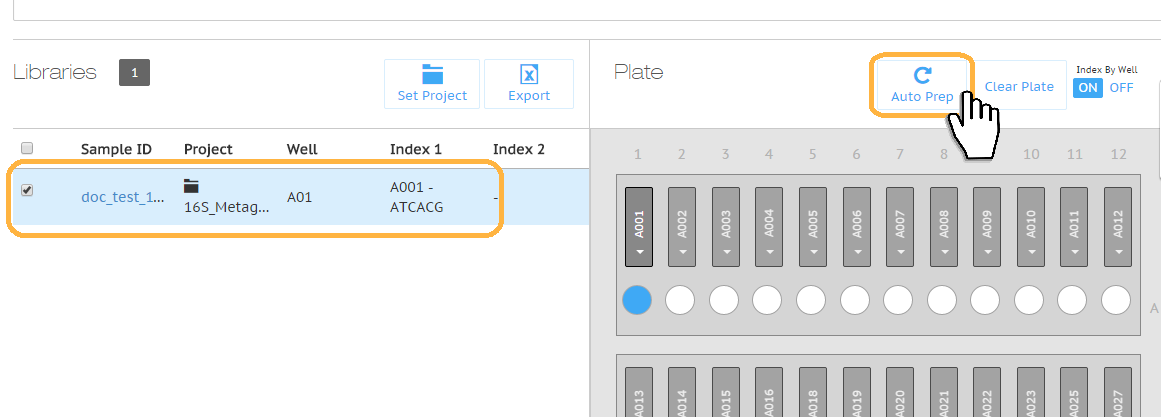 Libraries 1
Set Project Export
Sample ID Project Well Index 1 Index 2
doc_test_1... 16S_Metag... A01 A001 - -
ATCACG
Plate
Auto Prep Clear Plate
Index By Well
ON OFF
1 2 3 4 5 6 7 8 10 11 12
A001 A002 A003 A004 A005 A006 A007 A008 A009 A010 A011 A012
A
A013 A014 A015 A016 A018 A019 A020 A021 A022 A023 A025 A027